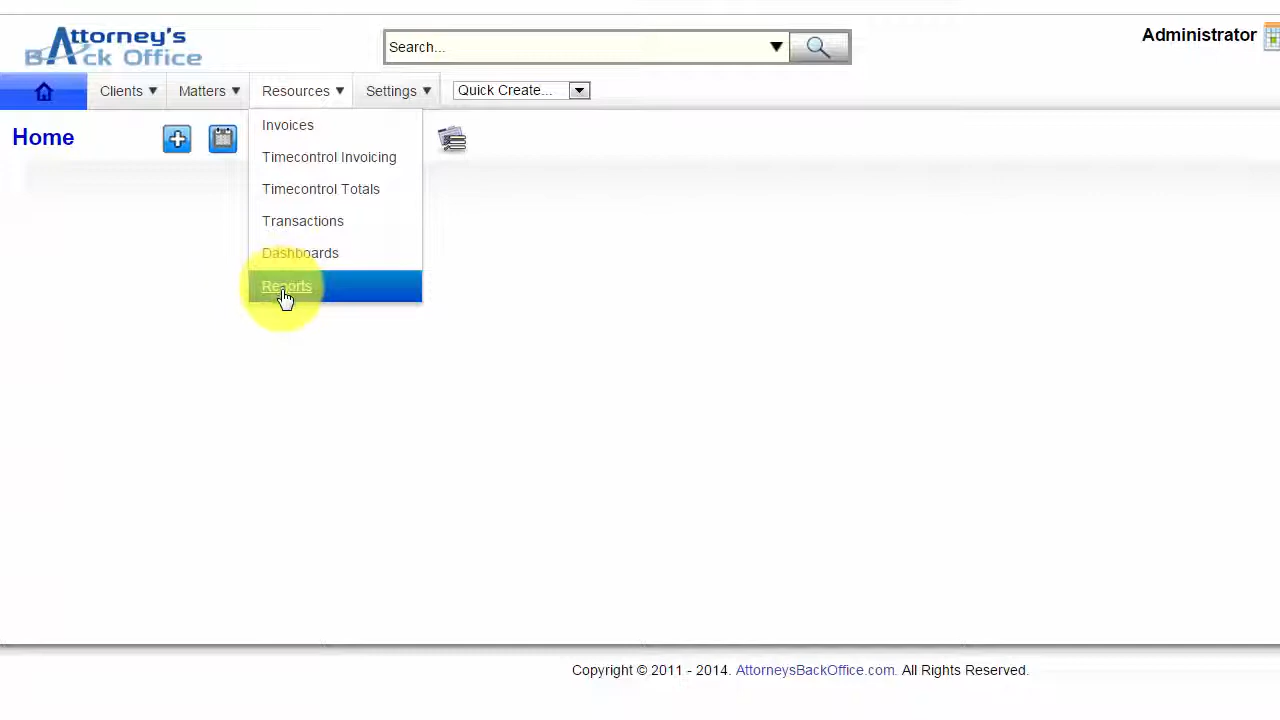 Attorney's
Back Office
Search...
Administrator
Clients
Matters
Resources
Settings
Quick Create...
Home
Invoices
Timecontrol Invoicing
Timecontrol Totals
Transactions
Dashboards
Reports
Copyright © 2011 - 2014. AttorneysBackOffice.com. All Rights Reserved.